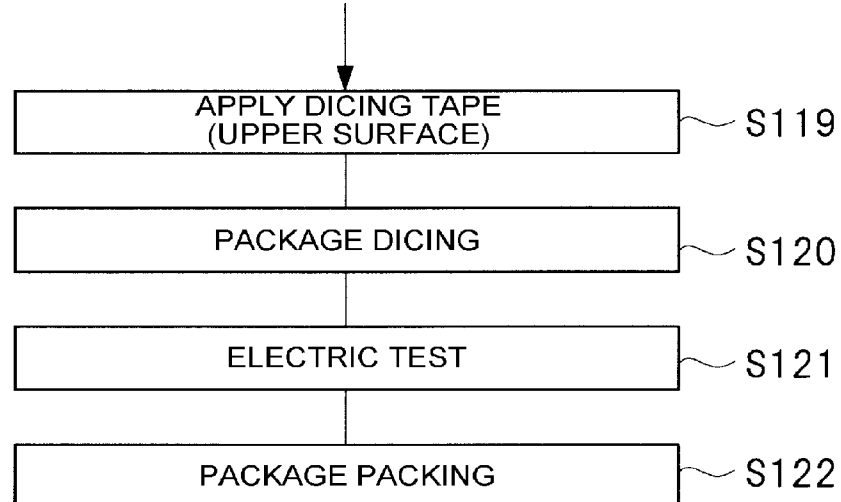 APPLY DICING TAPE
(UPPER SURFACE)
S119
PACKAGE DICING
S120
ELECTRIC TEST
S121
PACKAGE PACKING
S122